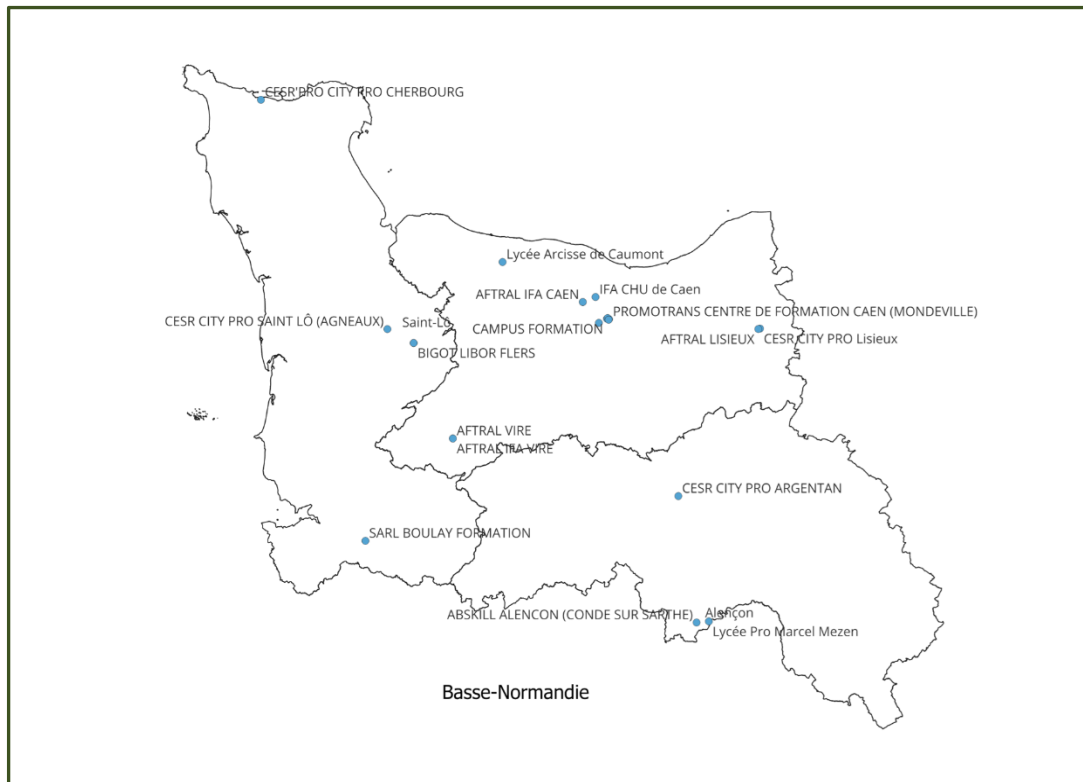 CESR'PRO CITY PRO CHERBOURG
Lycée Arcisse de Caumont
IFA CHU de Caen
AFTRAL IFA CAEN
PROMOTRANS CENTRE DE FORMATION CAEN (MONDEVILLE)
CESR CITY PRO SAINT LÔ (AGNEAUX)
Saint-Lô
CAMPUS FORMATION
AFTRAL LISIEUX
CESR CITY PRO Lisieux
BIGOT LIBOR FLERS
AFTRAL VIRE
AFTRAL IFA VIRE
CESR CITY PRO ARGENTAN
SARL BOULAY FORMATION
ABSKILL ALENCON (CONDE SUR SARTHE)
Alençon
Lycée Pro Marcel Mezen
Basse-Normandie